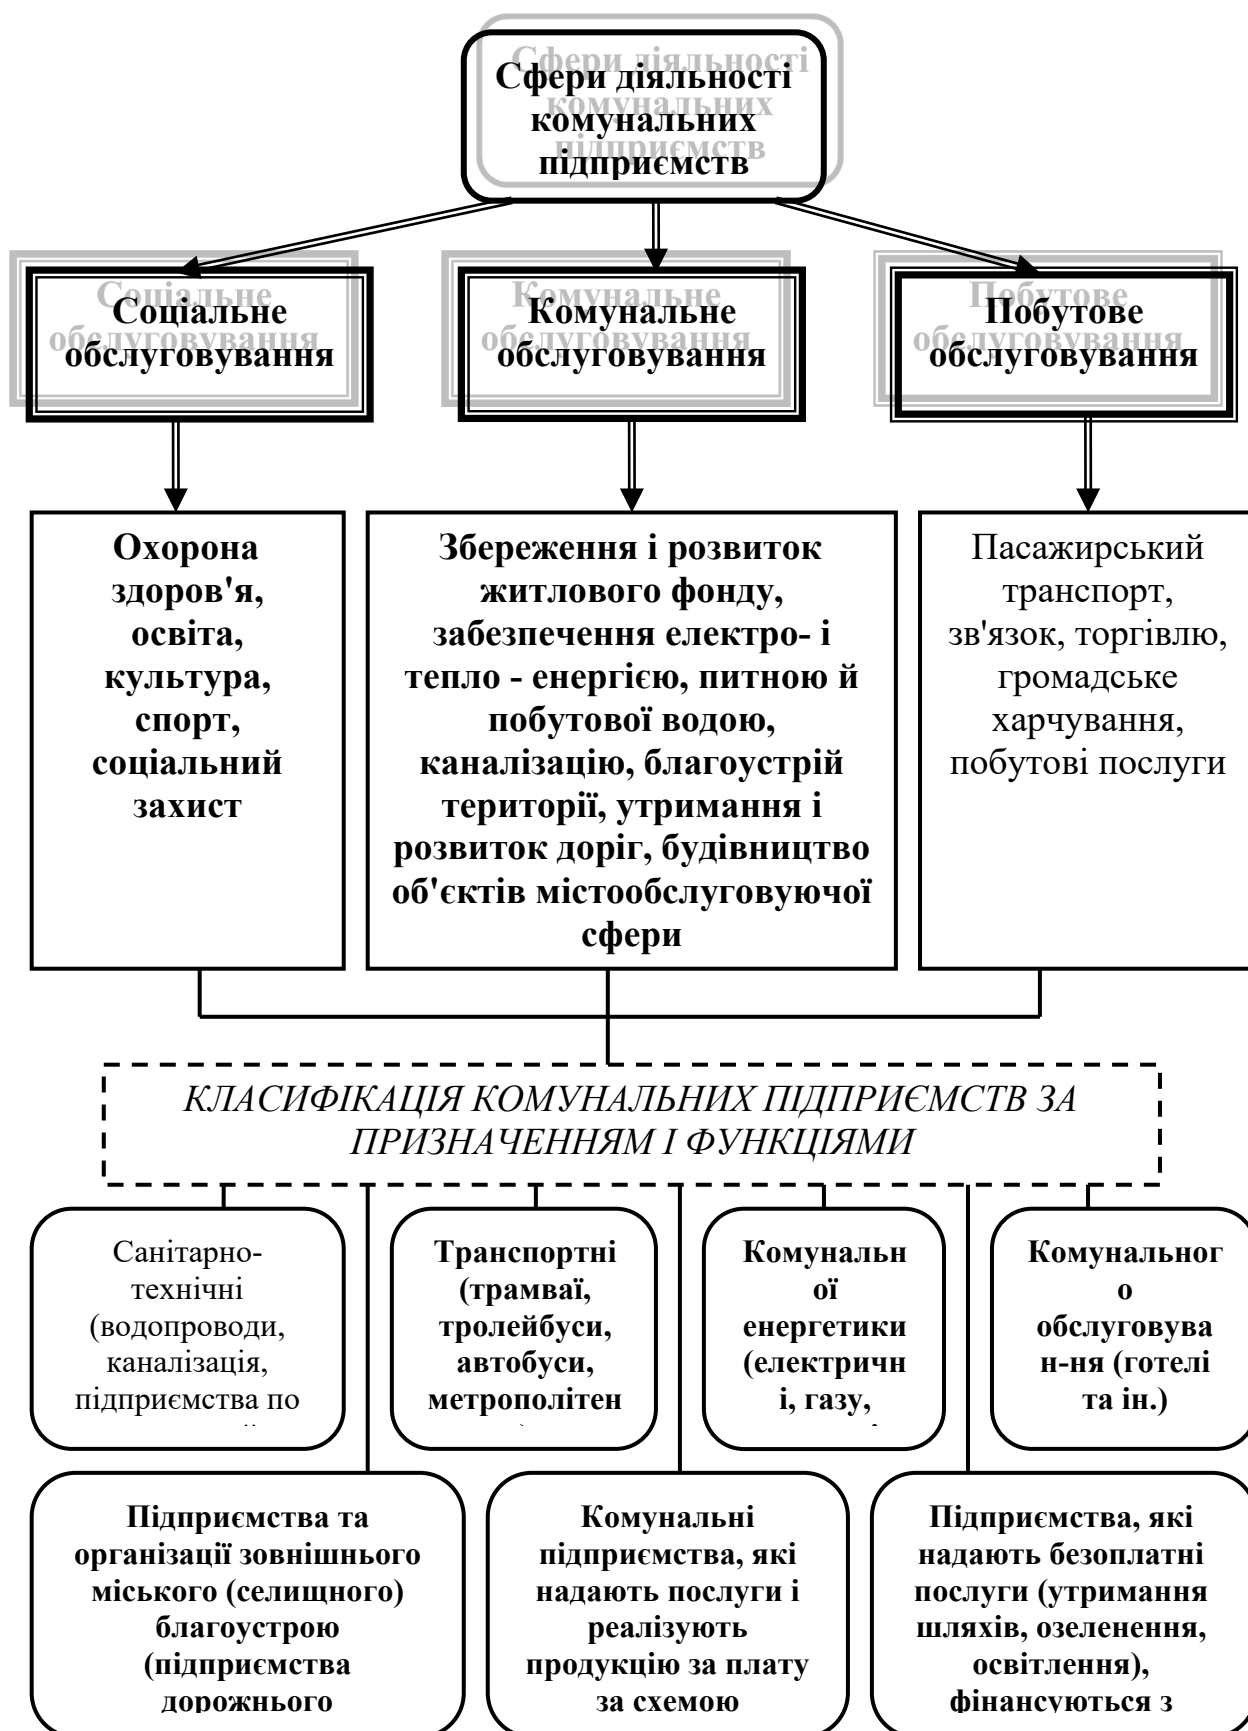 Сфери діяльності
комунальних
підприємств
Соціальне
обслуговування
Комунальне
обслуговування
Побутове
обслуговування
Охорона
здоров'я,
освіта,
культура,
спорт,
соціальний
захист
Збереження і розвиток
житлового фонду,
забезпечення електро- і
тепло - енергією, питною й
побутової водою,
каналізацію, благоустрій
території, утримання і
розвиток доріг, будівництво
об'єктів містообслуговуючої
сфери
Пасажирський
транспорт,
зв'язок, торгівлю,
громадське
харчування,
побутові послуги
КЛАСИФІКАЦІЯ КОМУНАЛЬНИХ ПІДПРИЄМСТВ ЗА
ПРИЗНАЧЕННЯМ І ФУНКЦІЯМИ
Санітарно-
технічні
(водопроводи,
каналізація,
підприємства по
Транспортні
(трамваї,
тролейбуси,
автобуси,
метрополітен
Комунальн
ої
енергетики
(електричн
і, газу,
Комунальног
о
обслуговува
н-ня (готелі
та ін.)
Підприємства та
організації зовнішнього
міського (селищного)
благоустрою
(підприємства
дорожнього
Комунальні
підприємства, які
надають послуги і
реалізують
продукцію за плату
за схемою
Підприємства, які
надають безоплатні
послуги (утримання
шляхів, озеленення,
освітлення),
фінансуються з